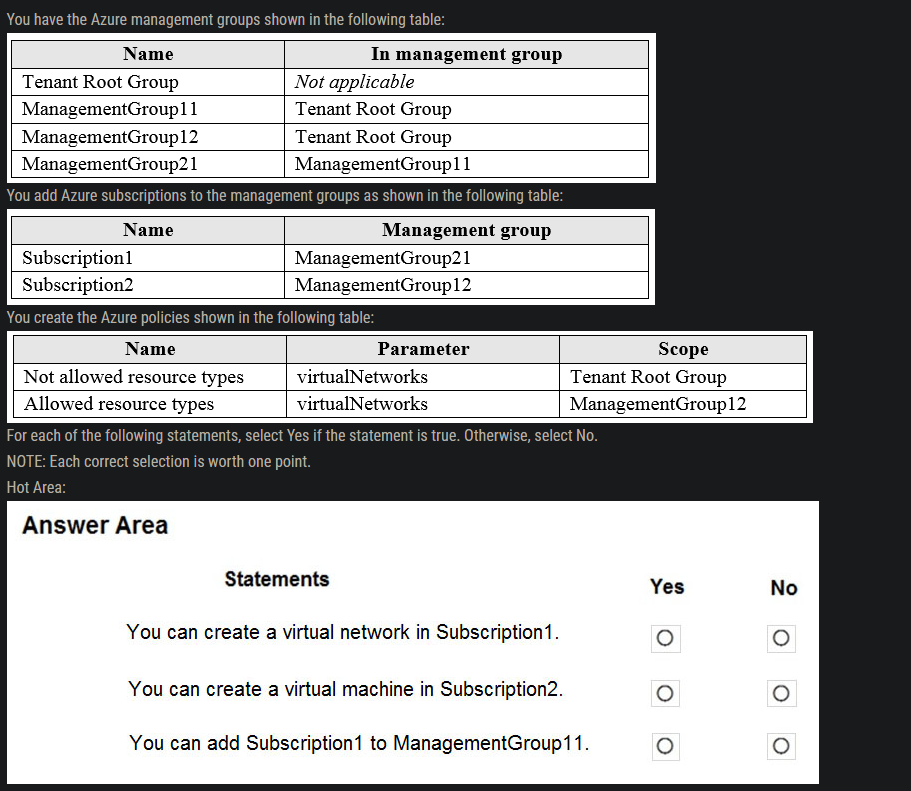 You have the Azure management groups shown in the following table:
Name In management group
Tenant Root Group Not applicable
ManagementGroup11 Tenant Root Group
ManagementGroup12 Tenant Root Group
ManagementGroup21 ManagementGroup11
You add Azure subscriptions to the management groups as shown in the following table:
Name Management group
Subscription1 ManagementGroup21
Subscription2 ManagementGroup12
You create the Azure policies shown in the following table:
Name Parameter Scope
Not allowed resource types virtualNetworks Tenant Root Group
Allowed resource types virtualNetworks ManagementGroup12
For each of the following statements, select Yes if the statement is true. Otherwise, select No.
NOTE: Each correct selection is worth one point.
Hot Area:
Answer Area
Statements Yes No
You can create a virtual network in Subscription1.
You can create a virtual machine in Subscription2.
You can add Subscription1 to ManagementGroup11.